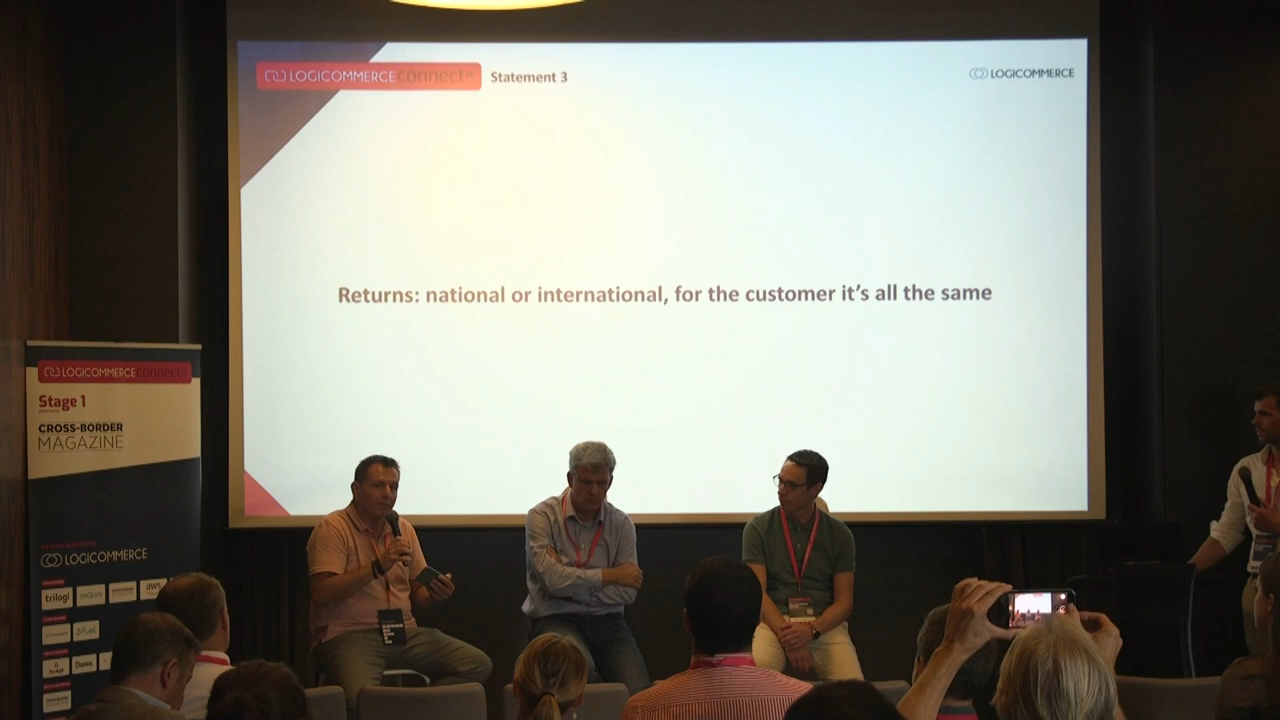 LOGICOMMERCE connect
Statement 3
LOGICOMMERCE
Returns: national or international, for the customer it's all the same
LOGICOMMERCE connect
Stage 1
CROSS-BORDER
MAGAZINE
LOGICOMMERCE
trilogi
sequra
aws